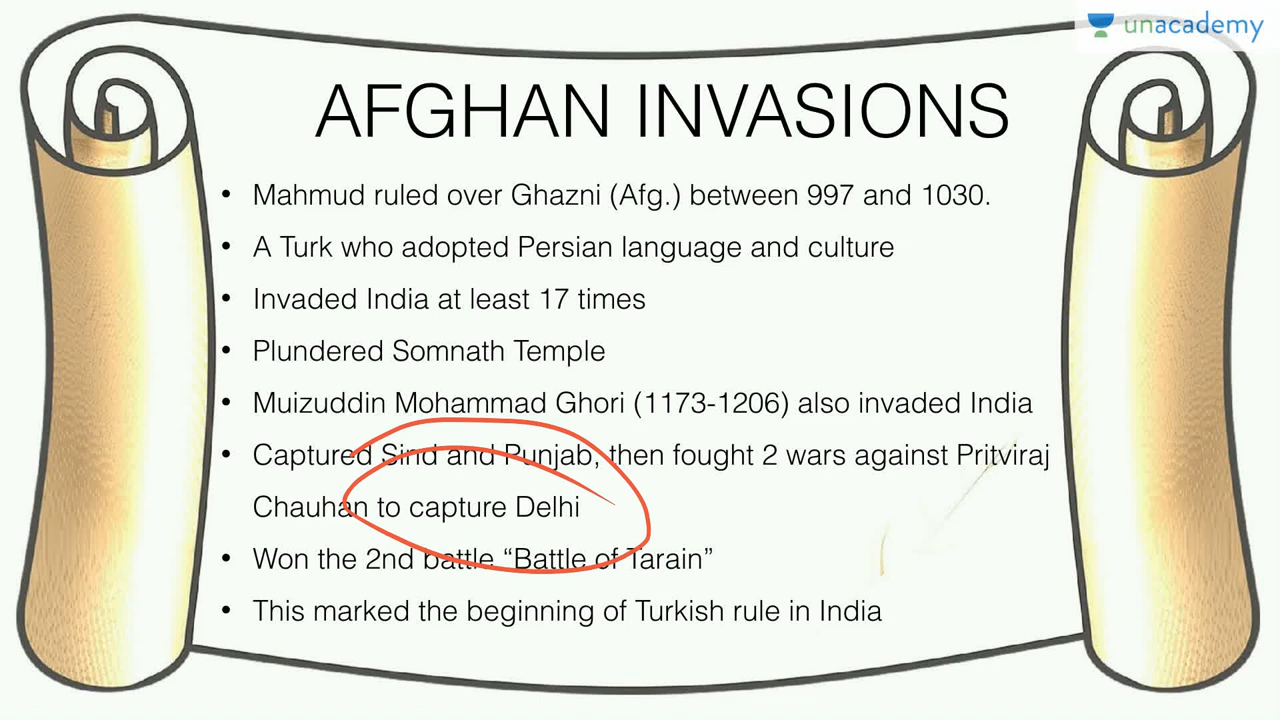 unacademy
AFGHAN INVASIONS
• Mahmud ruled over Ghazni (Afg.) between 997 and 1030.
• A Turk who adopted Persian language and culture
• Invaded India at least 17 times
• Plundered Somnath Temple
• Muizuddin Mohammad Ghori (1173-1206) also invaded India
• Captured Sind and Punjab, then fought 2 wars against Pritviraj
Chauhan to capture Delhi
• Won the 2nd battle “Battle of Tarain”
• This marked the beginning of Turkish rule in India